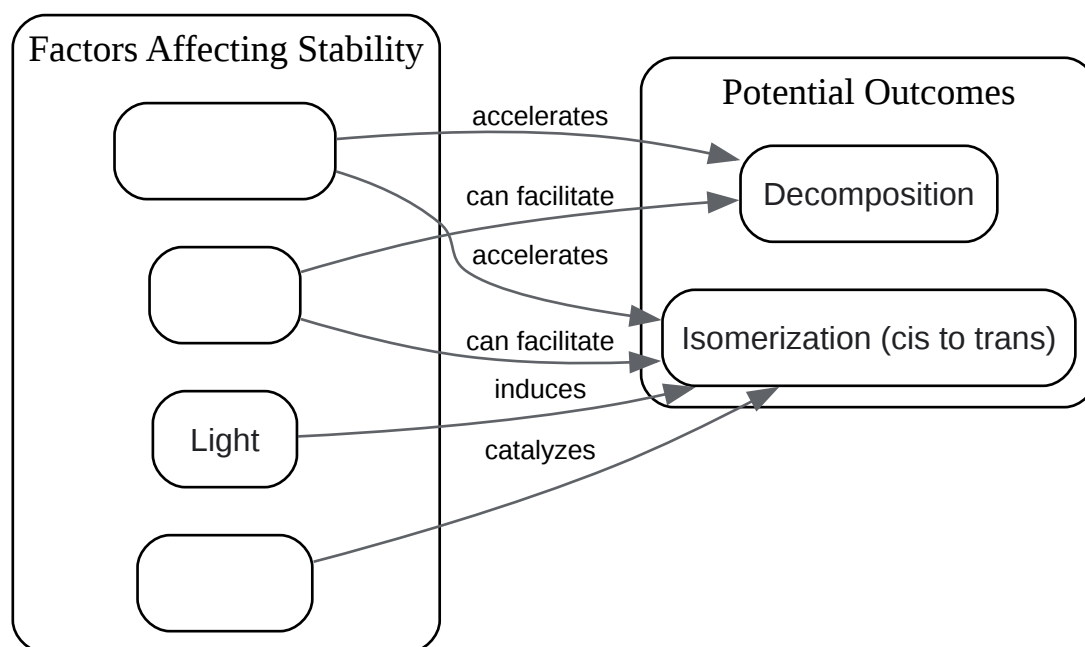 Factors Affecting Stability
Potential Outcomes
accelerates
Decomposition
can facilitate
accelerates
can facilitate
Isomerization (cis to trans)
induces
Light
catalyzes